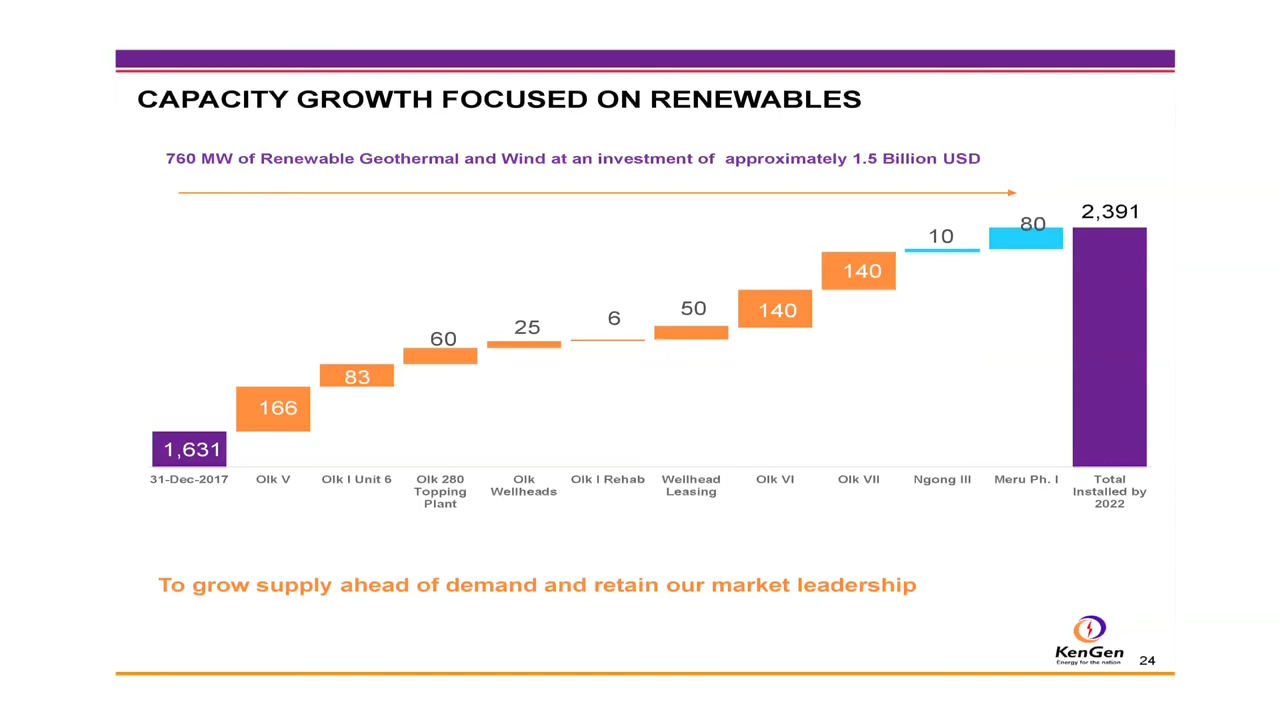 CAPACITY GROWTH FOCUSED ON RENEWABLES
760 MW of Renewable Geothermal and Wind at an investment of approximately 1.5 Billion USD
1,631
166
83
60
25
6
50
140
140
10
80
2,391
31-Dec-2017
Olk V
Olk I Unit 6
Olk 280
Topping
Plant
Olk
Wellheads
Olk I Rehab
Wellhead
Leasing
Olk VI
Olk VII
Ngong III
Meru Ph. I
Total
Installed by
2022
To grow supply ahead of demand and retain our market leadership
KenGen
Energy for the nation
24